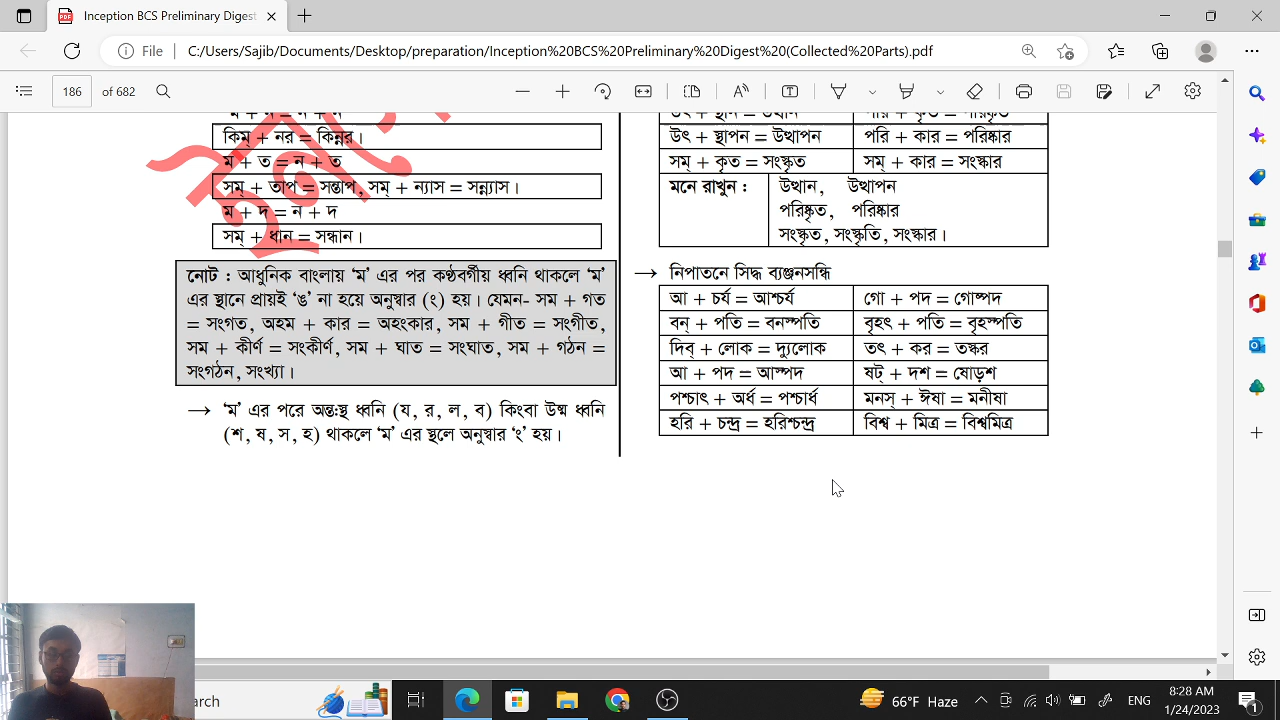 Inception BCS Preliminary Digest
File
C:/Users/Sajib/Documents/Desktop/preparation/Inception%20BCS%20Preliminary%20Digest%20(Collected%20Parts).pdf
186 of 682
কিম্ + নর = কিন্নর।
ম + ত = ন + ত
সম্ + তাপ = সন্তাপ, সম্ + ন্যাস = সন্ন্যাস।
ম + দ = ন + দ
সম্ + ধান = সন্ধান।
নোট : আধুনিক বাংলায় ‘ম’ এর পর কণ্ঠবর্গীয় ধ্বনি থাকলে ‘ম’
এর স্থানে প্রায়ই ‘ঙ’ না হয়ে অনুস্বার (ং) হয়। যেমন- সম + গত
= সংগত, অহম + কার = অহংকার, সম + গীত = সংগীত,
সম + কীর্ণ = সংকীর্ণ, সম + ঘাত = সংঘাত, সম + গঠন =
সংগঠন, সংখ্যা।
→ ‘ম’ এর পরে অন্তঃস্থ ধ্বনি (য, র, ল, ব) কিংবা উষ্ম ধ্বনি
(শ, ষ, স, হ) থাকলে ‘ম’ এর স্থলে অনুস্বার ‘ং’ হয়।
উৎ + স্থান = উত্থান পরি + কৃত = পরিষ্কৃত
উৎ + স্থাপন = উত্থাপন পরি + কার = পরিষ্কার
সম্ + কৃত = সংস্কৃত সম্ + কার = সংস্কার
মনে রাখুন : উত্থান, উত্থাপন
পরিষ্কৃত, পরিষ্কার
সংস্কৃত, সংস্কৃতি, সংস্কার।
→ নিপাতনে সিদ্ধ ব্যঞ্জনসন্ধি
আ + চর্য = আশ্চর্য গো + পদ = গোষ্পদ
বন্ + পতি = বনস্পতি বৃহৎ + পতি = বৃহস্পতি
দিব্ + লোক = দ্যুলোক তৎ + কর = তস্কর
আ + পদ = আস্পদ ষট্ + দশ = ষোড়শ
পশ্চাৎ + অর্ধ = পশ্চার্ধ মনস্ + ঈষা = মনীষা
হরি + চন্দ্র = হরিশ্চন্দ্র বিশ্ব + মিত্র = বিশ্বমিত্র
arch
66°F Haze
ENG
8:28 AM
1/24/2023